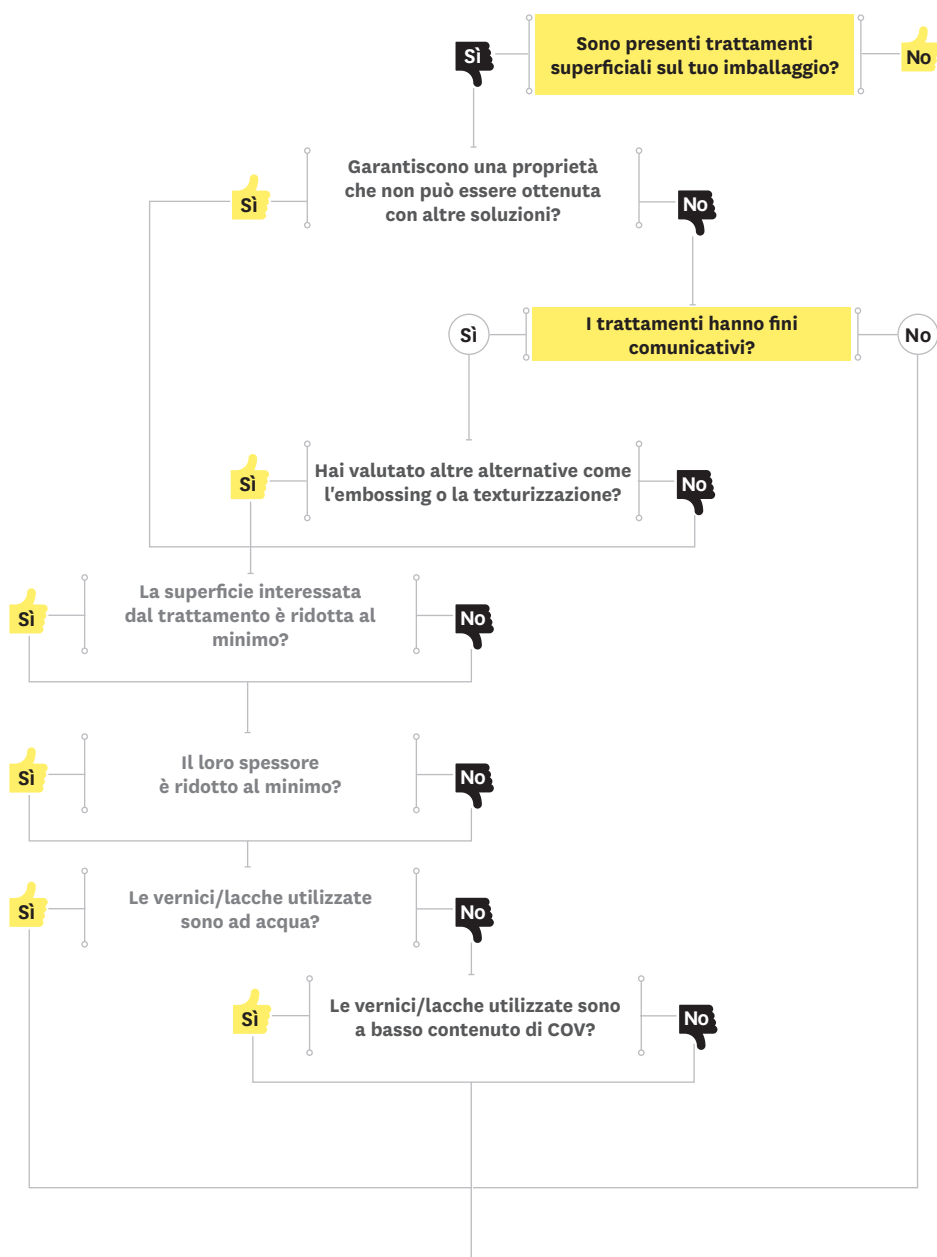 Sì
Sono presenti trattamenti
superficiali sul tuo imballaggio?
No
Garantiscono una proprietà
che non può essere ottenuta
con altre soluzioni?
Sì
No
I trattamenti hanno fini
comunicativi?
Sì
No
Hai valutato altre alternative come
l'embossing o la texturizzazione?
Sì
No
La superficie interessata
dal trattamento è ridotta al
minimo?
Sì
No
Il loro spessore
è ridotto al minimo?
Sì
No
Le vernici/lacche utilizzate
sono ad acqua?
Sì
No
Le vernici/lacche utilizzate sono
a basso contenuto di COV?
Sì
No